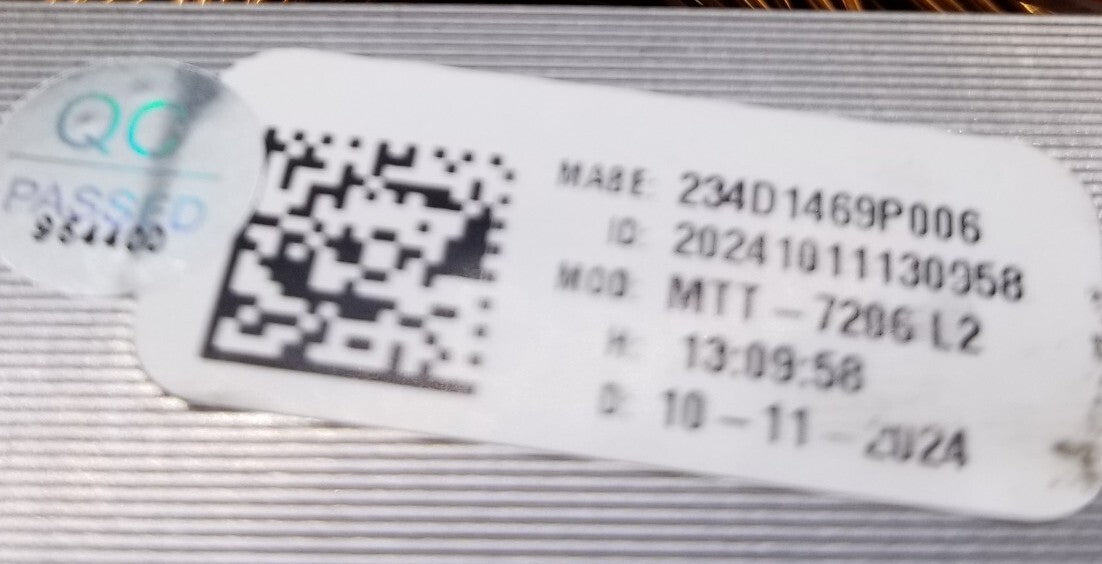 QC
PASSED
954400
MABE: 234D1469P006
ID: 20241011130958
MOD: MTT-7206 L2
H: 13:09:58
D: 10-11-2024